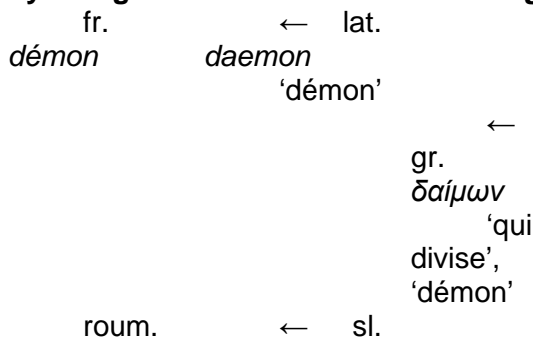 fr. ← lat.
démon daemon
‘démon’
←
gr.
δαίμων
‘qui
divise’,
‘démon’
roum. ← sl.